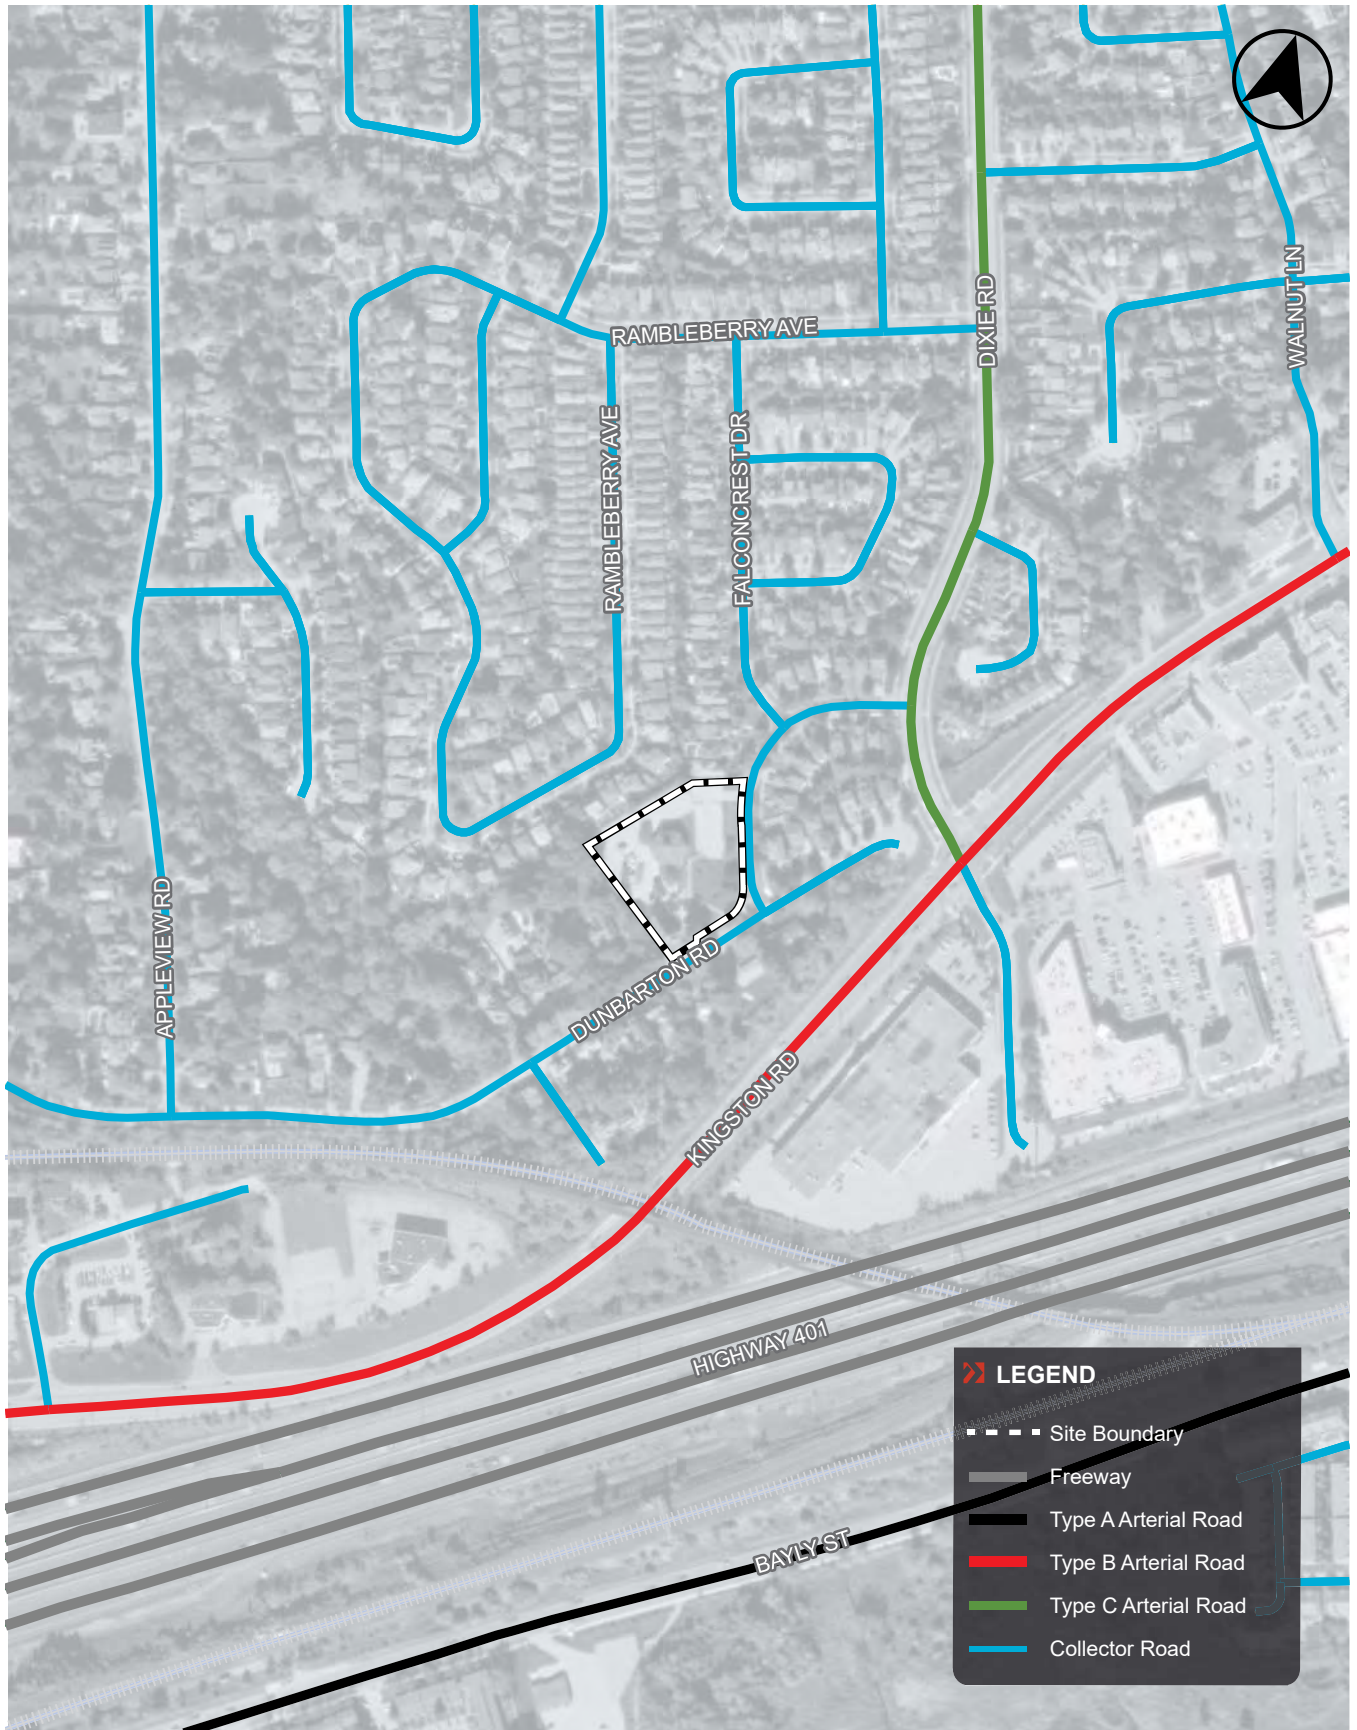 RAMBLEBERRY AVE
DIXIE RD
WALNUT LN
RAMBLEBERRY AVE
FALCONCREST DR
APPLEVIEW RD
DUNBARTON RD
KINGSTON RD
HIGHWAY 401
BAYLY ST
LEGEND
Site Boundary
Freeway
Type A Arterial Road
Type B Arterial Road
Type C Arterial Road
Collector Road